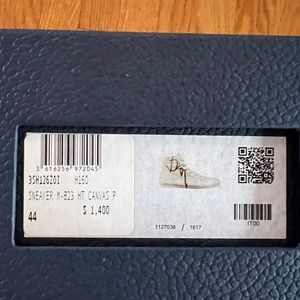 3 616256 972045
3SH126ZOI H160
SNEAKER M-B23 HT CANVAS P
$ 1,400
44
1127038 / 1617
IT00